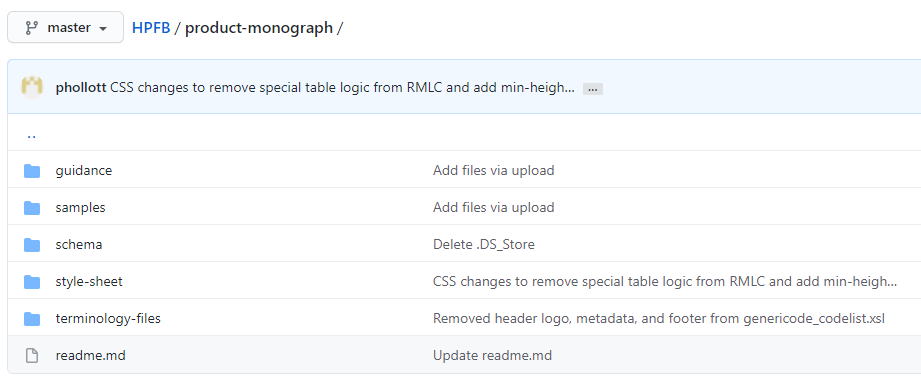 master
HPFB / product-monograph /
phollott CSS changes to remove special table logic from RMLC and add min-heigh... ...
..
guidance Add files via upload
samples Add files via upload
schema Delete .DS_Store
style-sheet CSS changes to remove special table logic from RMLC and add min-heigh...
terminology-files Removed header logo, metadata, and footer from genericode_codelist.xsl
readme.md Update readme.md